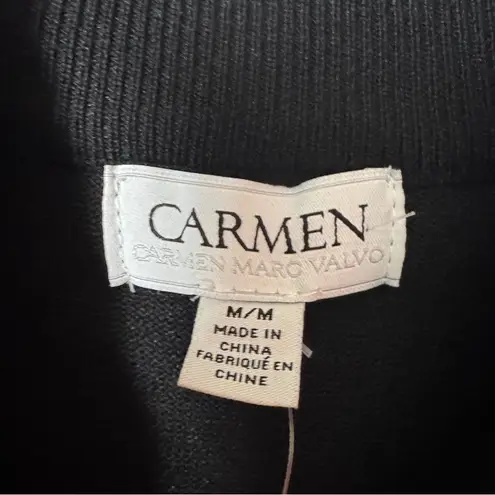 CARMEN
CARMEN MARC VALVO
M/M
MADE IN
CHINA
FABRIQUÉ EN
CHINE